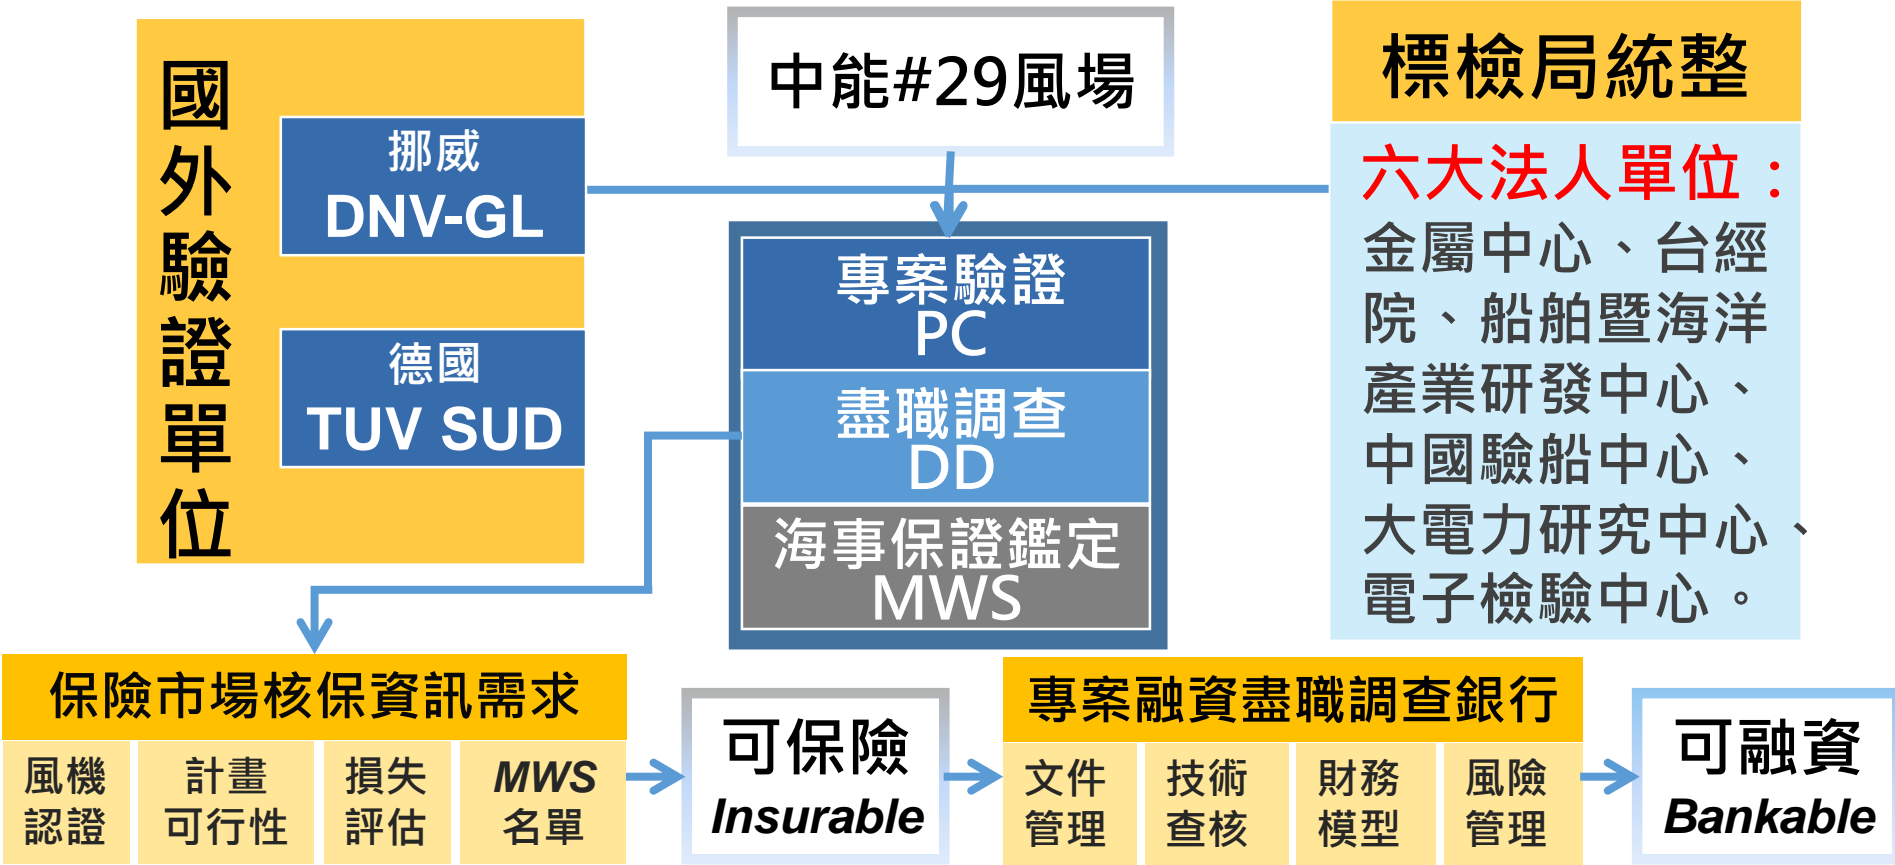 國外驗證單位
挪威
DNV-GL
德國
TUV SUD
中能#29風場
專案驗證
PC
盡職調查
DD
海事保證鑑定
MWS
標檢局統整
六大法人單位：
金屬中心、台經
院、船舶暨海洋
產業研發中心、
中國驗船中心、
大電力研究中心、
電子檢驗中心。
保險市場核保資訊需求
風機
認證
計畫
可行性
損失
評估
MWS
名單
可保險
Insurable
專案融資盡職調查銀行
文件
管理
技術
查核
財務
模型
風險
管理
可融資
Bankable